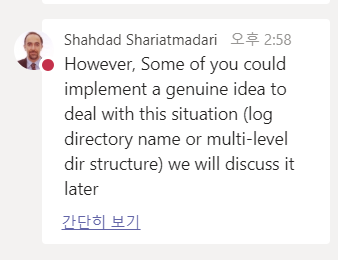 Shahdad Shariatmadari 오후 2:58
However, Some of you could
implement a genuine idea to
deal with this situation (log
directory name or multi-level
dir structure) we will discuss it
later
간단히 보기